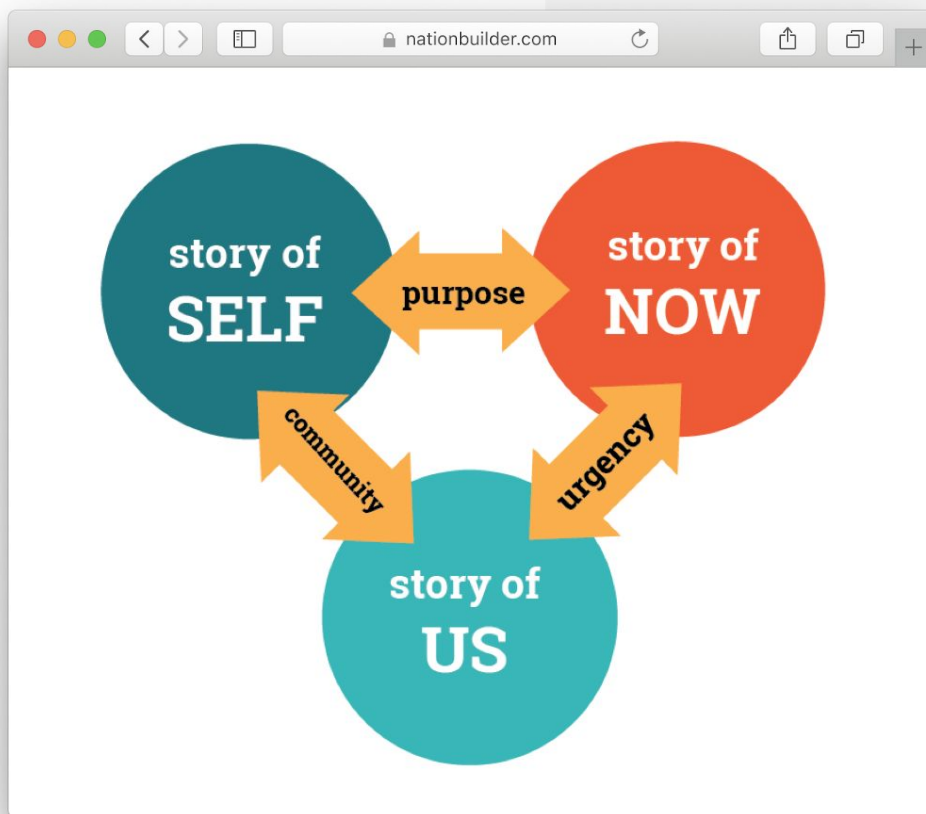 nationbuilder.com
story of
SELF
purpose
story of
NOW
community
urgency
story of
US